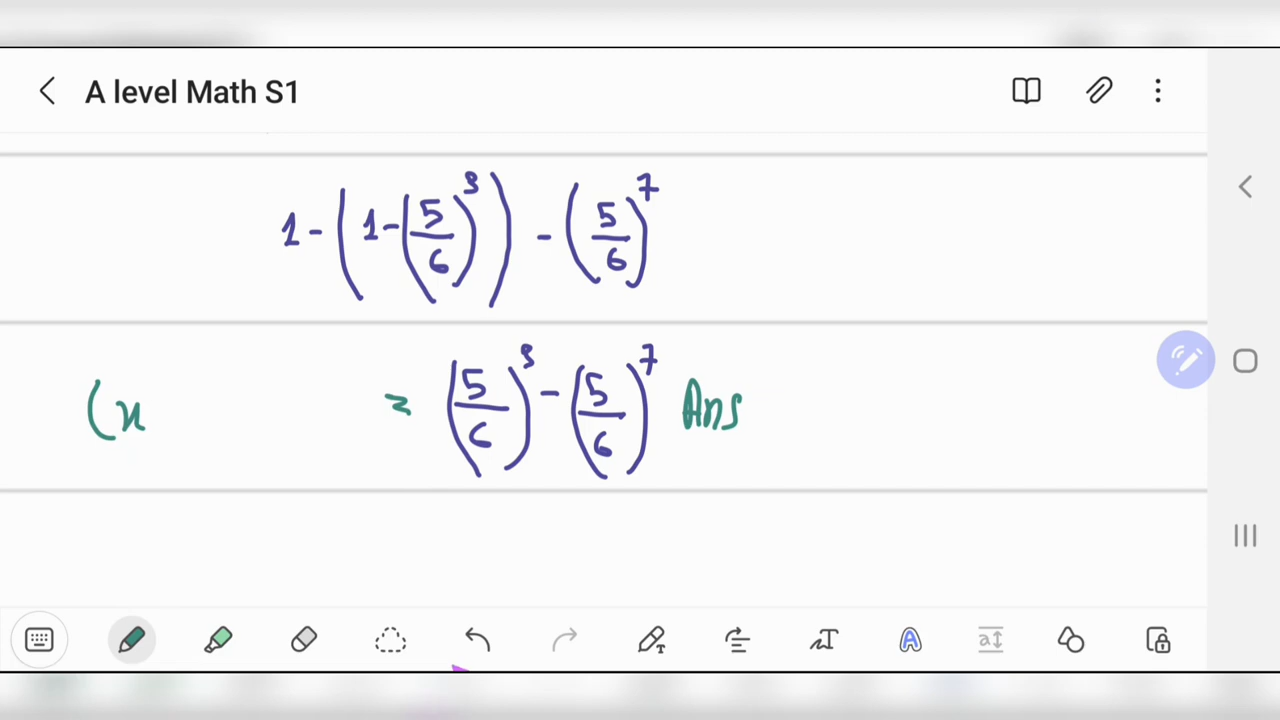 A level Math S1
1-(1-(5/6)^3)-(5/6)^7
(x = (5/6)^3-(5/6)^7 Ans